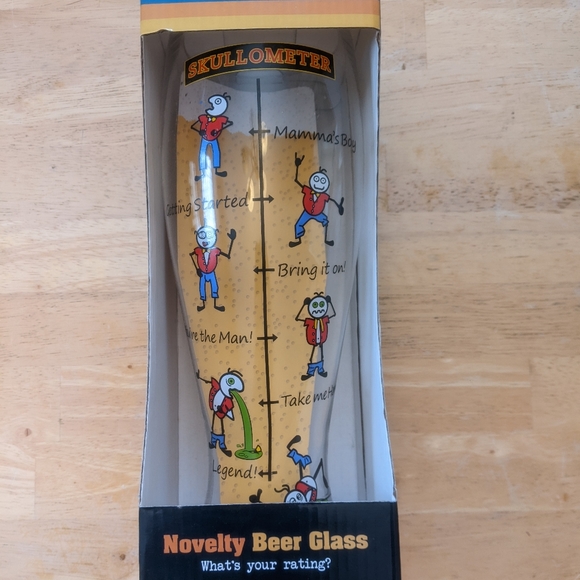 SKULLOMETER
Mamma's Boy
Getting Started!
Bring it on!
're the Man!
Take me
Legend!
Novelty Beer Glass
What's your rating?